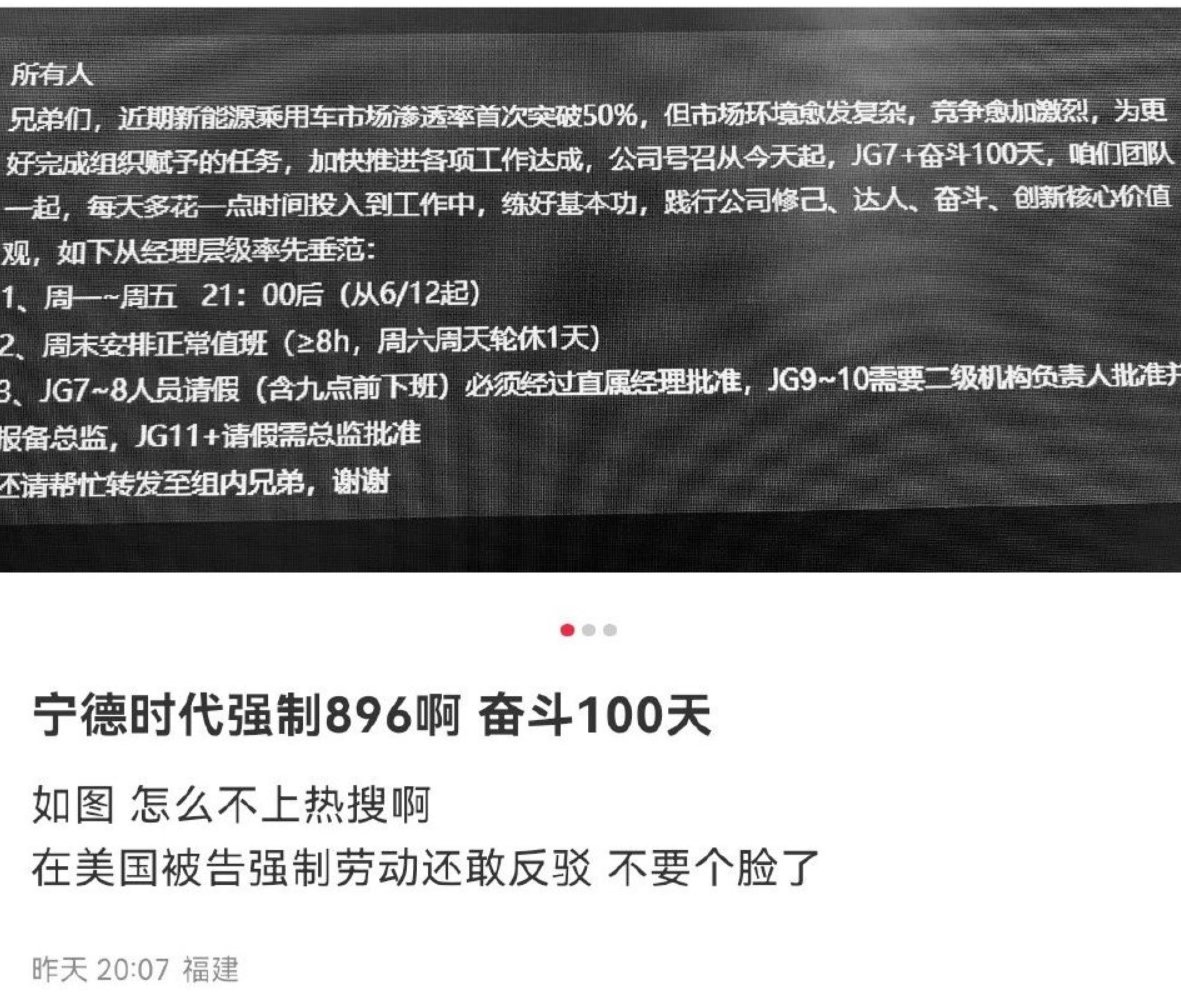 所有人
兄弟们，近期新能源乘用车市场渗透率首次突破50%，但市场环境愈发复杂，竞争愈加激烈，为更
好完成组织赋予的任务，加快推进各项工作达成，公司号召从今天起，JG7+奋斗100天，咱们团队
一起，每天多花一点时间投入到工作中，练好基本功，践行公司修己、达人、奋斗、创新核心价值
观，如下从经理层级率先垂范：
1、周一~周五 21：00后（从6/12起）
2、周末安排正常值班（≥8h，周六周天轮休1天）
3、JG7~8人员请假（含九点前下班）必须经过直属经理批准，JG9~10需要二级机构负责人批准并
报备总监，JG11+请假需总监批准
还请帮忙转发至组内兄弟，谢谢
宁德时代强制896啊 奋斗100天
如图 怎么不上热搜啊
在美国被告强制劳动还敢反驳 不要个脸了
昨天 20:07 福建